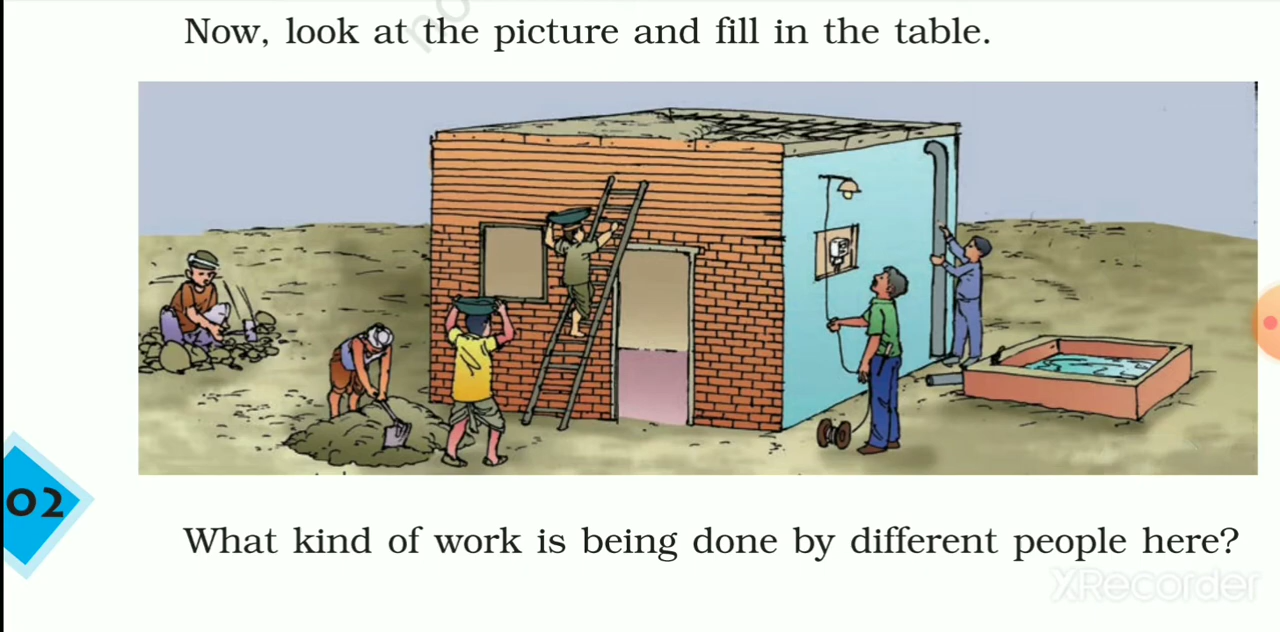 Now, look at the picture and fill in the table.
02
What kind of work is being done by different people here?
XRecorder